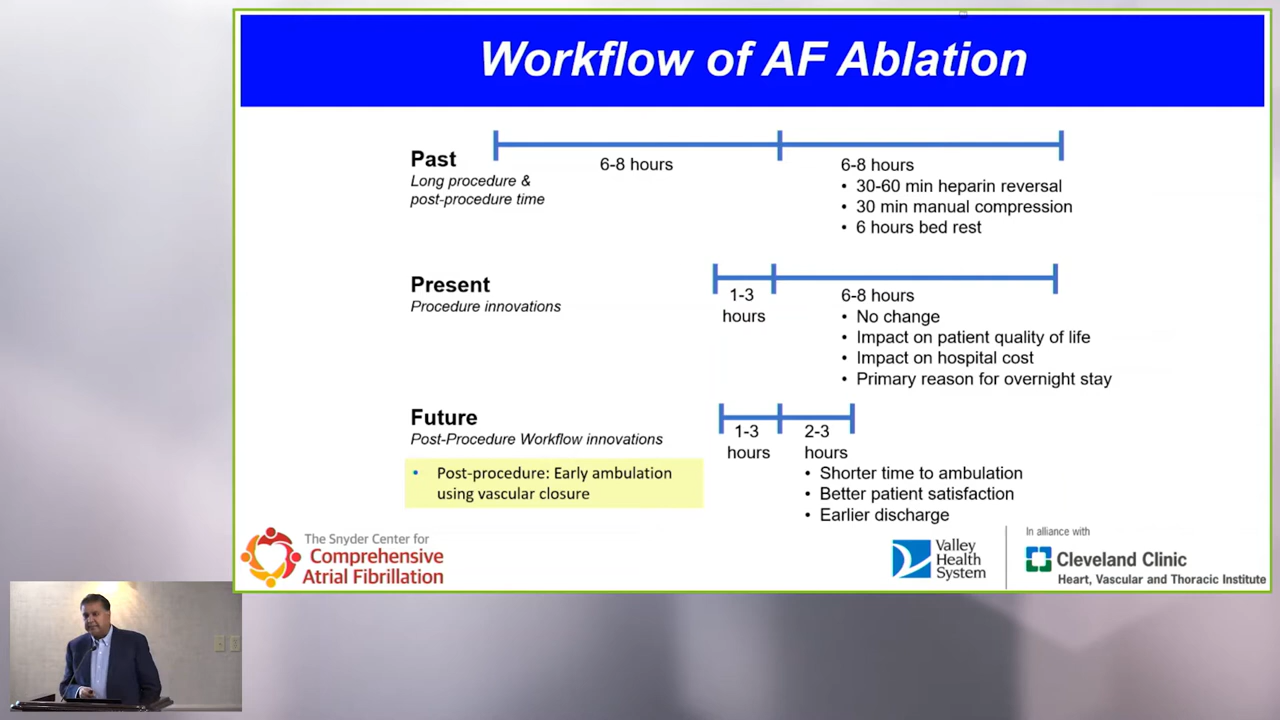 Workflow of AF Ablation
Past
Long procedure &
post-procedure time
6-8 hours
6-8 hours
• 30-60 min heparin reversal
• 30 min manual compression
• 6 hours bed rest
Present
Procedure innovations
1-3
hours
6-8 hours
• No change
• Impact on patient quality of life
• Impact on hospital cost
• Primary reason for overnight stay
Future
Post-Procedure Workflow innovations
• Post-procedure: Early ambulation
using vascular closure
1-3
hours
2-3
hours
• Shorter time to ambulation
• Better patient satisfaction
• Earlier discharge
The Snyder Center for
Comprehensive
Atrial Fibrillation
Valley
Health
System
In alliance with
Cleveland Clinic
Heart, Vascular and Thoracic Institute